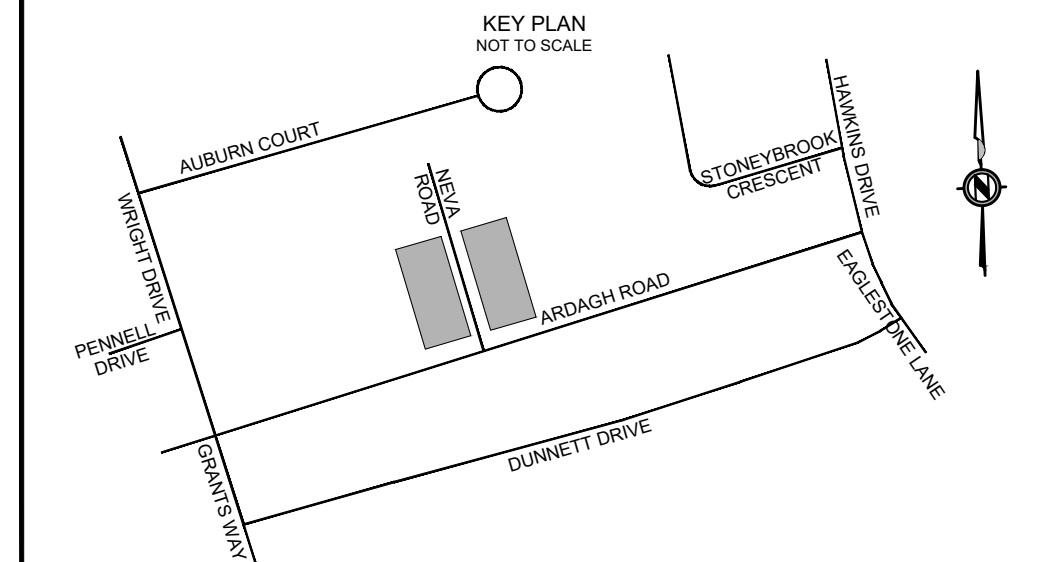 KEY PLAN
NOT TO SCALE
AUBURN COURT
HAWKINS DRIVE
STONEYBROOK
CRESCENT
NEVA
ROAD
N
WRIGHT DRIVE
EAGLESTONE LANE
ARDAGH ROAD
PENNELL
DRIVE
DUNNETT DRIVE
GRANTS WAY